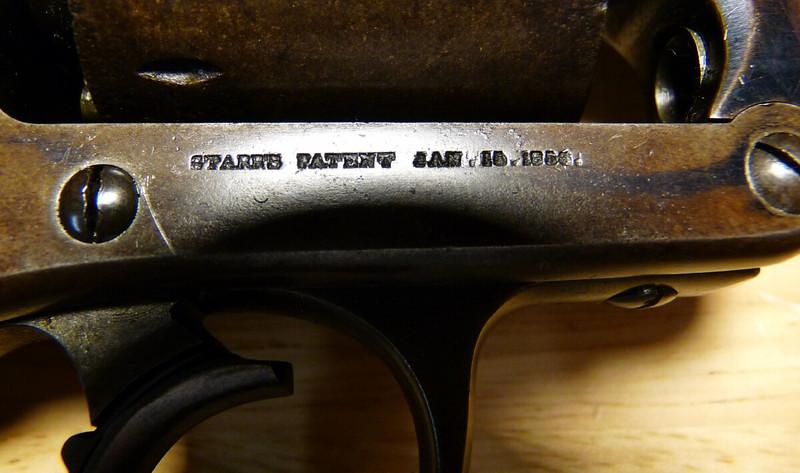 STARR'S PATENT JAN. 15. 1856.